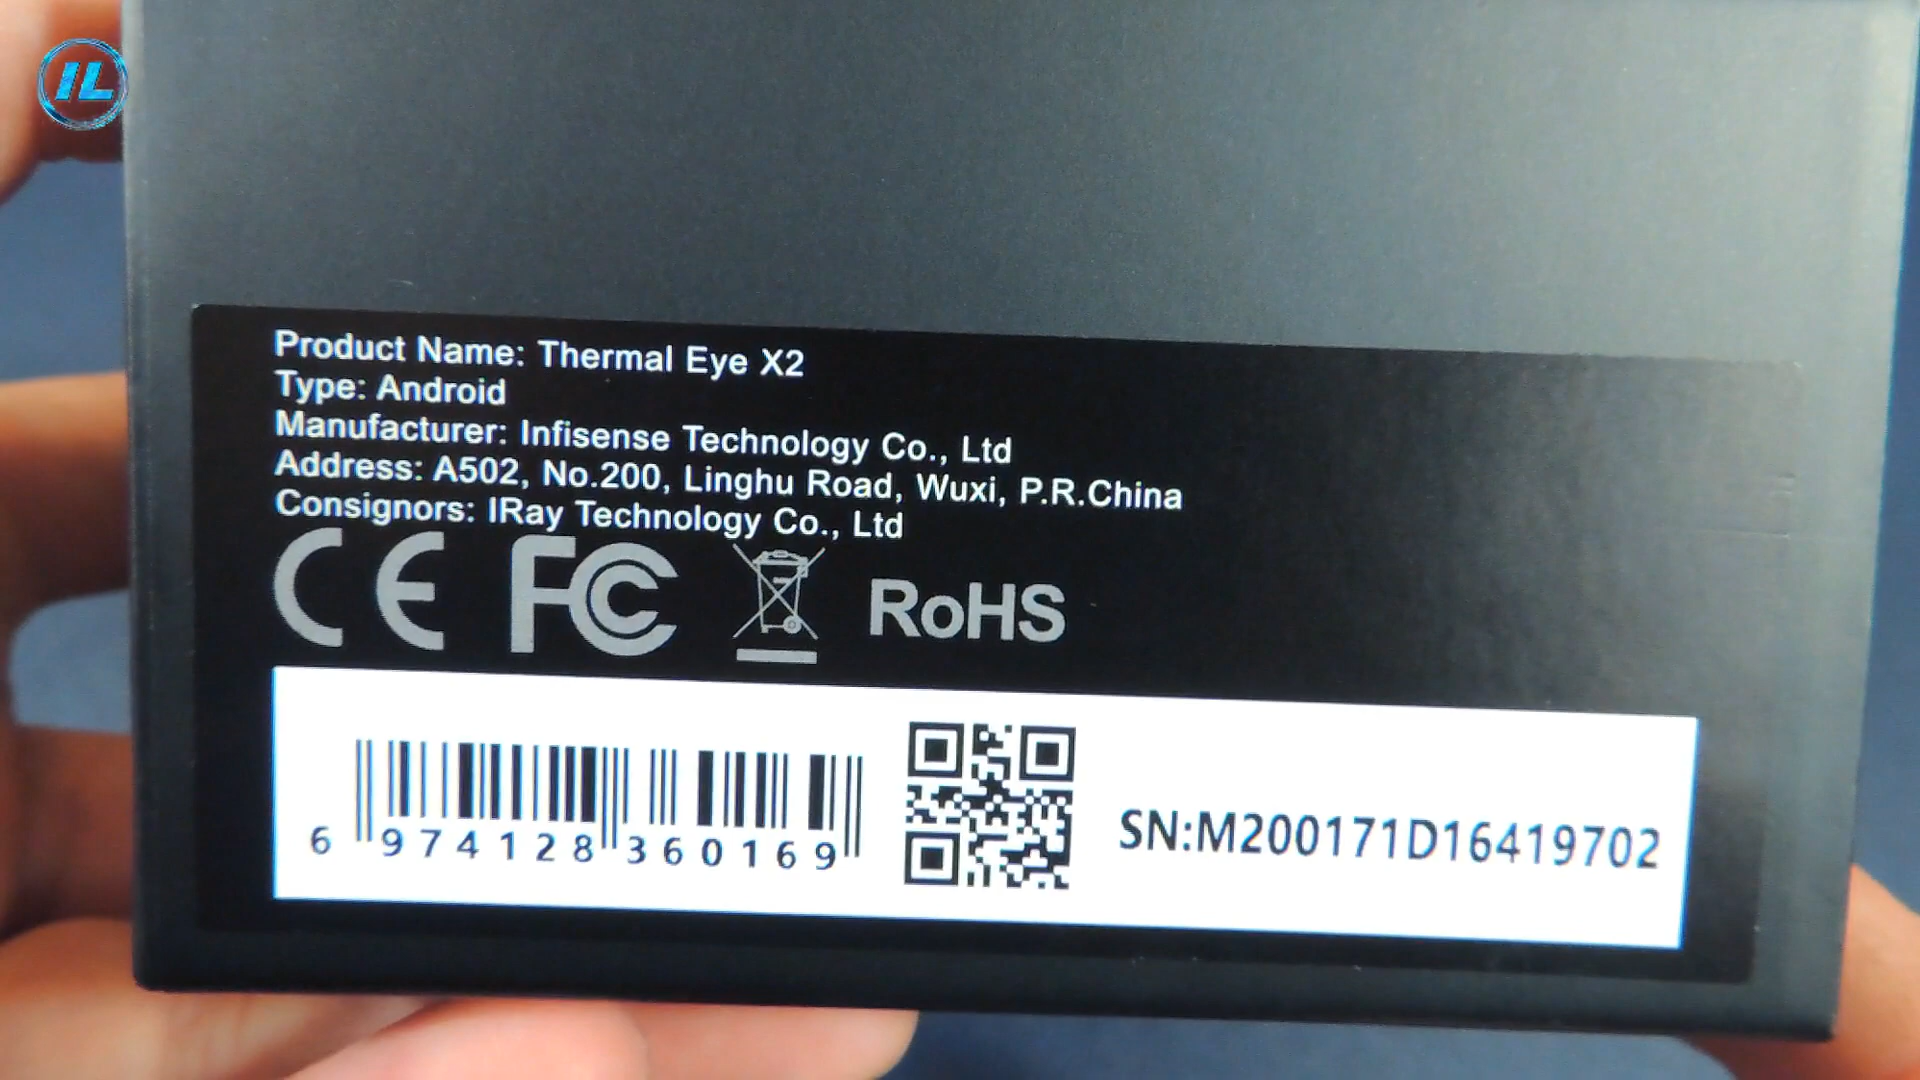 IL
Product Name: Thermal Eye X2
Type: Android
Manufacturer: Infisense Technology Co., Ltd
Address: A502, No.200, Linghu Road, Wuxi, P.R.China
Consignors: IRay Technology Co., Ltd
CE FC RoHS
6 974128 360169
SN:M200171D16419702